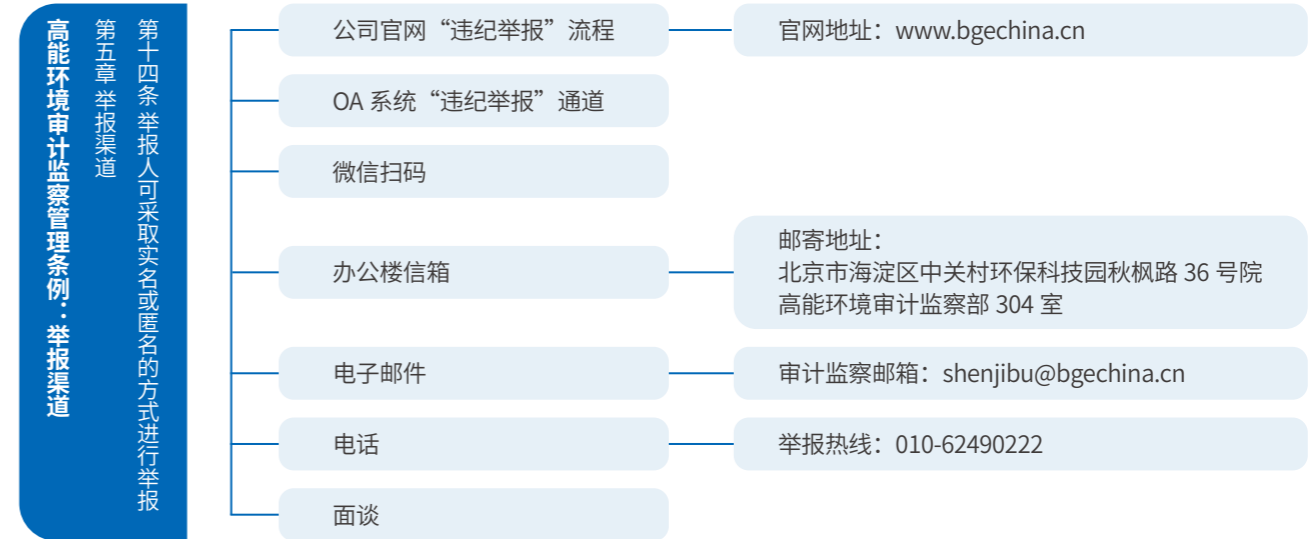 高能环境审计监察管理条例：举报渠道
第五章 举报渠道
第十四条 举报人可采取实名或匿名的方式进行举报
公司官网“违纪举报”流程
官网地址：www.bgechina.cn
OA 系统“违纪举报”通道
微信扫码
办公楼信箱
邮寄地址：
北京市海淀区中关村环保科技园秋枫路 36 号院
高能环境审计监察部 304 室
电子邮件
审计监察邮箱：shenjibu@bgechina.cn
电话
举报热线：010-62490222
面谈